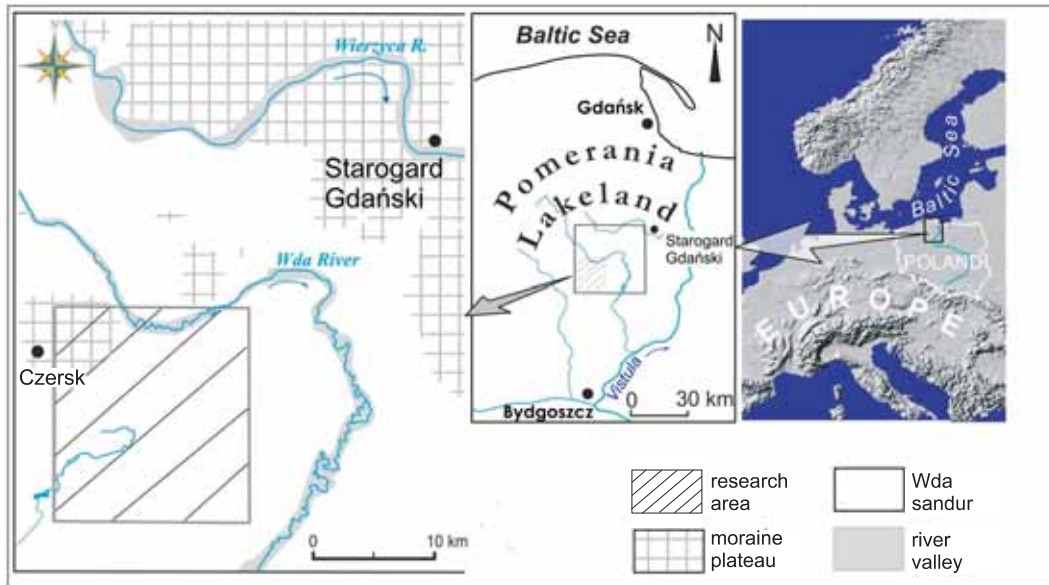 Wierzyca R.
Starogard
Gdański
Wda River
Czersk
0
10 km
Baltic Sea
N
Gdańsk
Pomerania
Lakeland
Starogard
Gdański
Vistula
Bydgoszcz
0
30 km
Baltic Sea
POLAND
EUROPE
research
area
Wda
sandur
moraine
plateau
river
valley